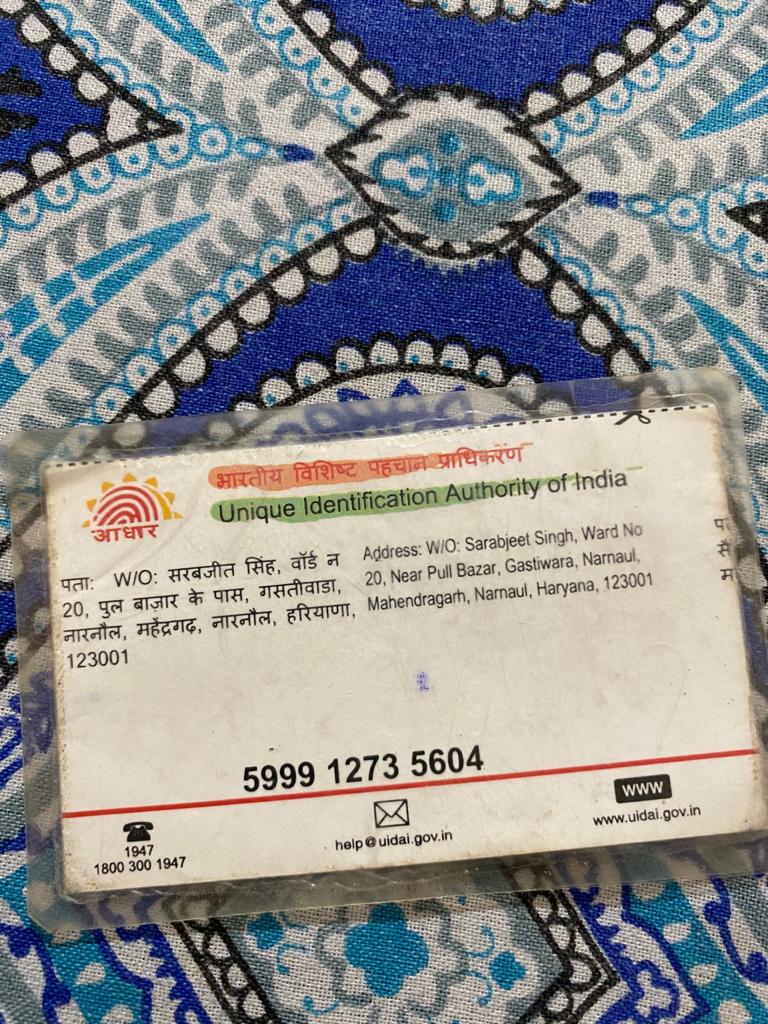 भारतीय विशिष्ट पहचान प्राधिकरण
Unique Identification Authority of India
आधार
पता: W/O: सरबजीत सिंह, वॉर्ड न
20, पुल बाज़ार के पास, गसतीवाडा,
नारनौल, महेंद्रगढ़, नारनौल, हरियाणा,
123001
Address: W/O: Sarabjeet Singh, Ward No
20, Near Pull Bazar, Gastiwara, Narnaul,
Mahendragarh, Narnaul, Haryana, 123001
5999 1273 5604
1947
1800 300 1947
help@uidai.gov.in
WWW
www.uidai.gov.in